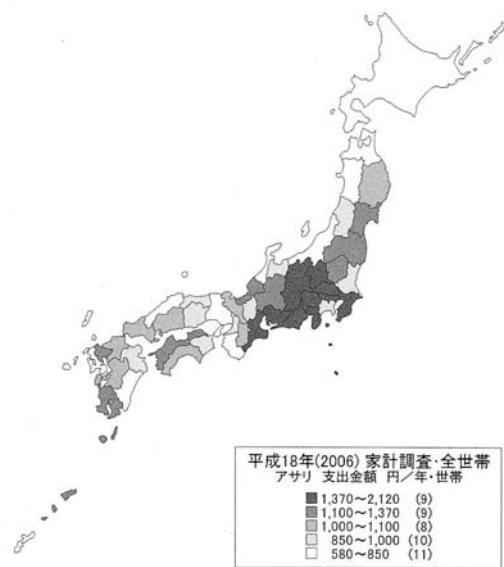 平成18年(2006) 家計調査・全世帯
アサリ 支出金額 円／年・世帯
1,370～2,120 (9)
1,100～1,370 (9)
1,000～1,100 (8)
850～1,000 (10)
580～850 (11)